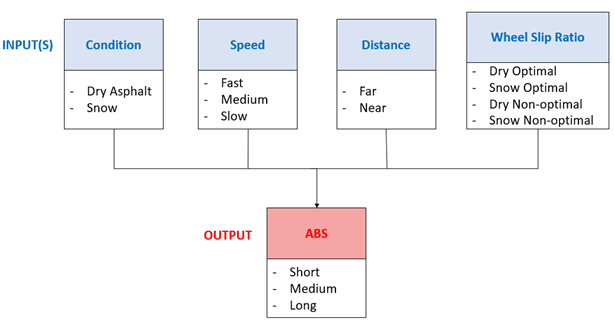 INPUT(S)
Condition
- Dry Asphalt
- Snow
Speed
- Fast
- Medium
- Slow
Distance
- Far
- Near
Wheel Slip Ratio
- Dry Optimal
- Snow Optimal
- Dry Non-optimal
- Snow Non-optimal
OUTPUT
ABS
- Short
- Medium
- Long